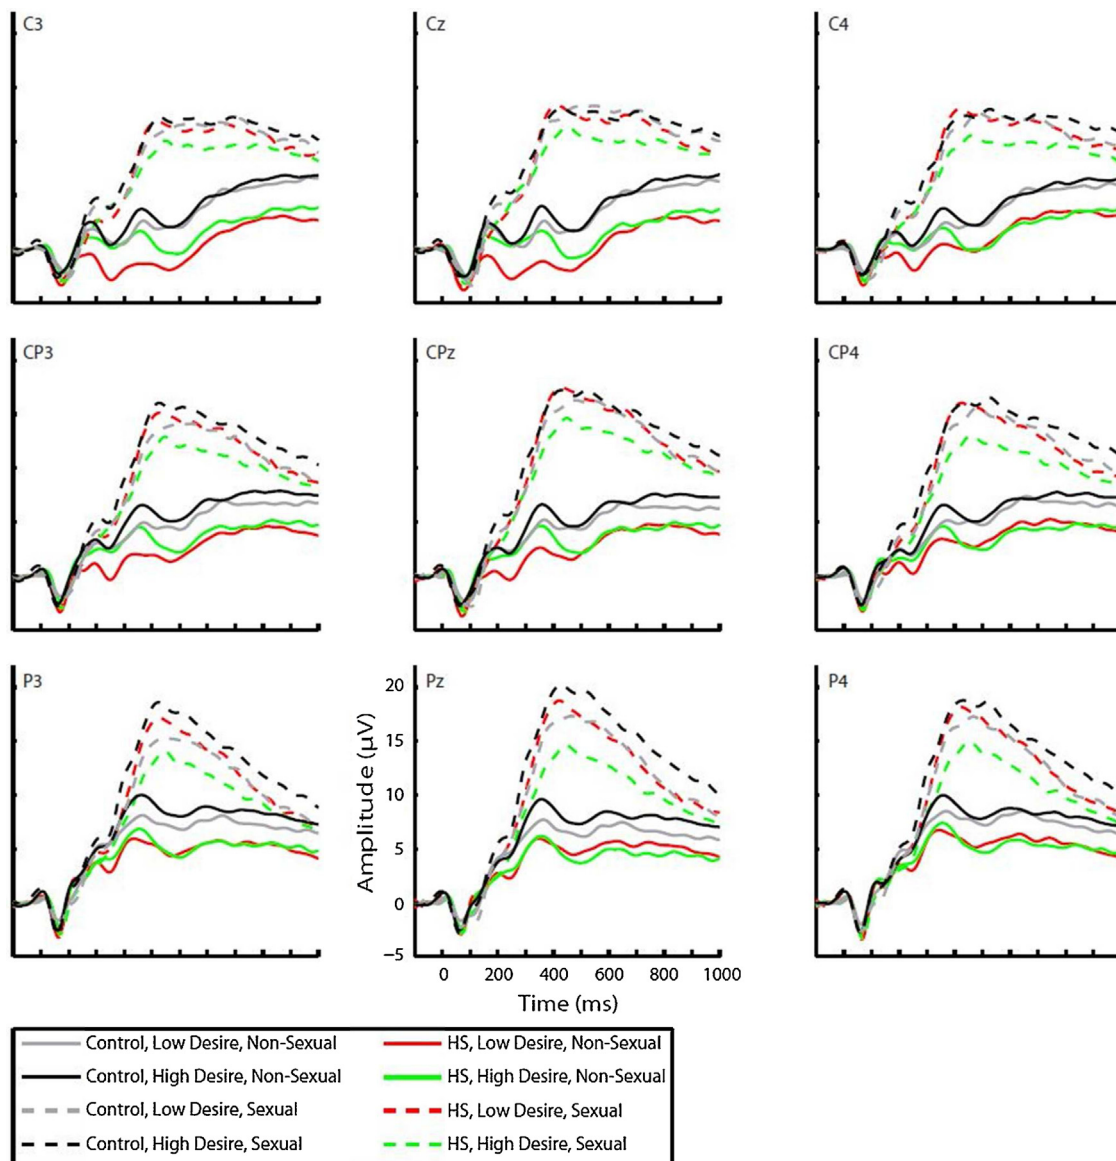 C3
Cz
C4
CP3
CPz
CP4
P3
Pz
P4
Amplitude (µV)
20
15
10
5
0
−5
0 200 400 600 800 1000
Time (ms)
Control, Low Desire, Non-Sexual
HS, Low Desire, Non-Sexual
Control, High Desire, Non-Sexual
HS, High Desire, Non-Sexual
Control, Low Desire, Sexual
HS, Low Desire, Sexual
Control, High Desire, Sexual
HS, High Desire, Sexual